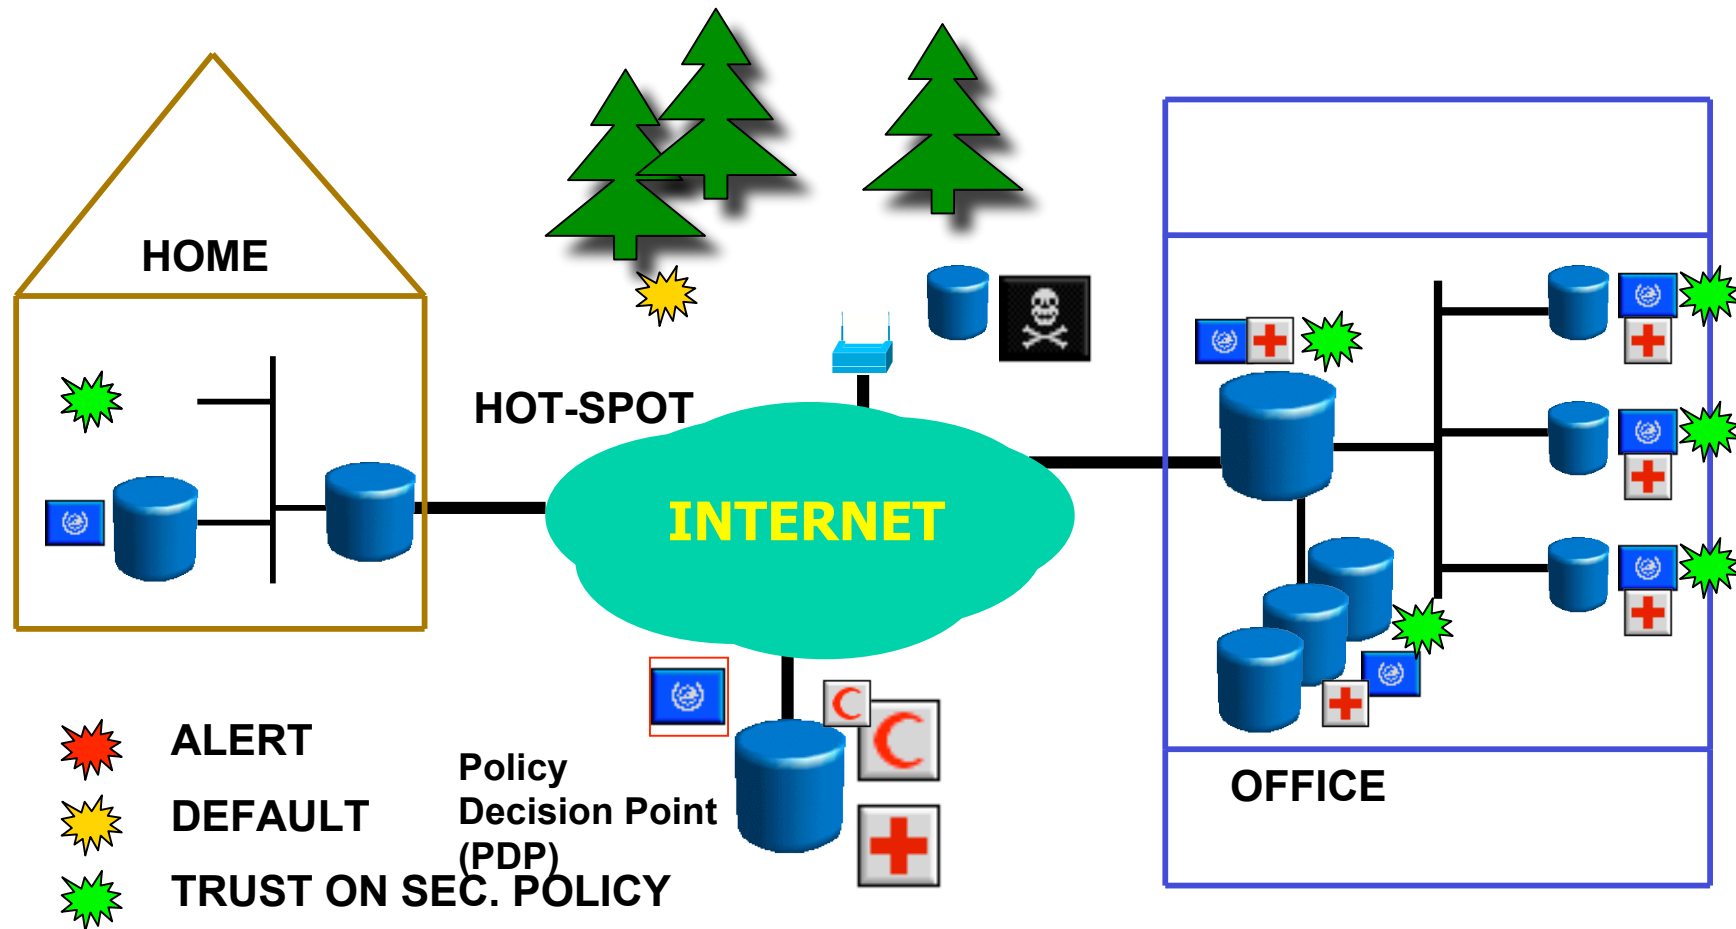 HOME
HOT-SPOT
INTERNET
ALERT
DEFAULT
TRUST ON SEC. POLICY
Policy
Decision Point
(PDP)
OFFICE